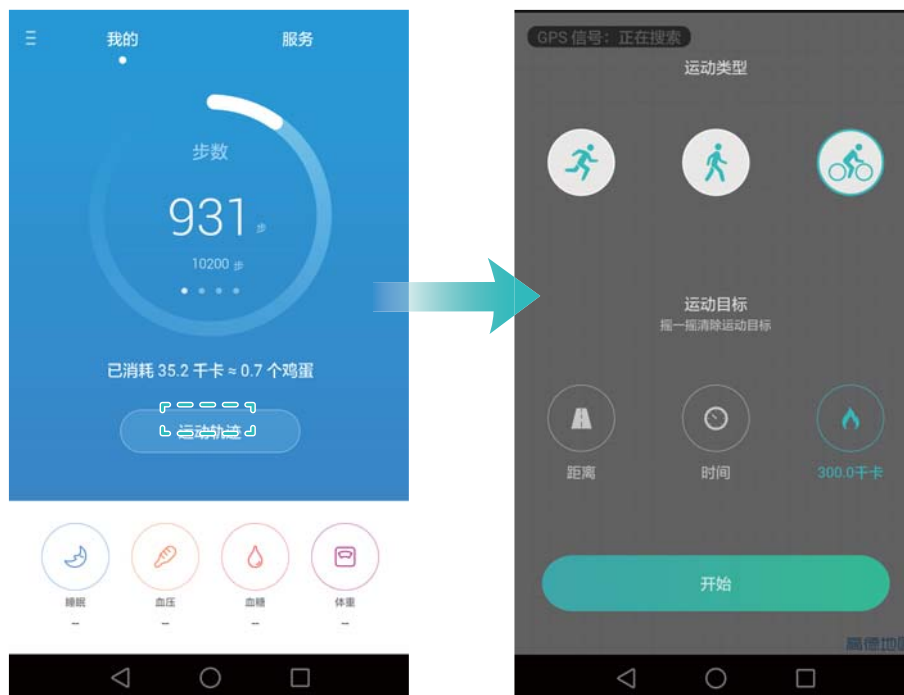 我的
服务
步数
931 步
10200 步
已消耗 35.2 千卡 ≈ 0.7 个鸡蛋
运动轨迹
睡眠
血压
血糖
体重
--
--
--
--
GPS 信号：正在搜索
运动类型
运动目标
摇一摇清除运动目标
距离
时间
300.0千卡
开始
高德地图